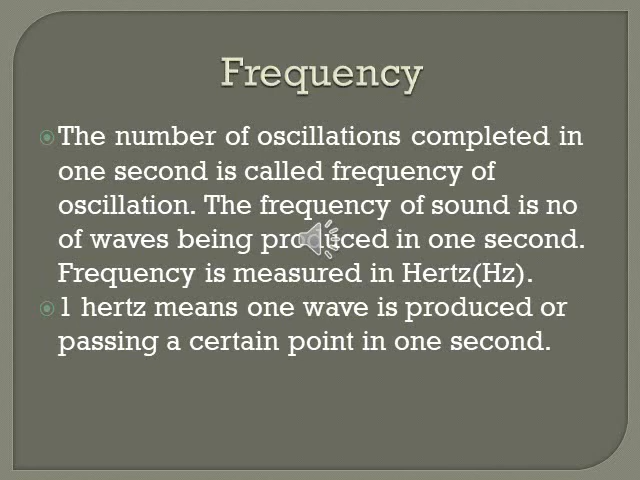 Frequency
The number of oscillations completed in
one second is called frequency of
oscillation. The frequency of sound is no
of waves being produced in one second.
Frequency is measured in Hertz(Hz).
1 hertz means one wave is produced or
passing a certain point in one second.